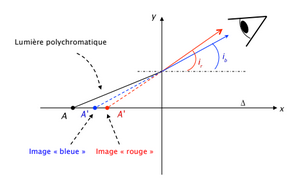 y
Lumière polychromatique
i_r
i_b
Δ
x
A A' A'
Image « bleue » Image « rouge »